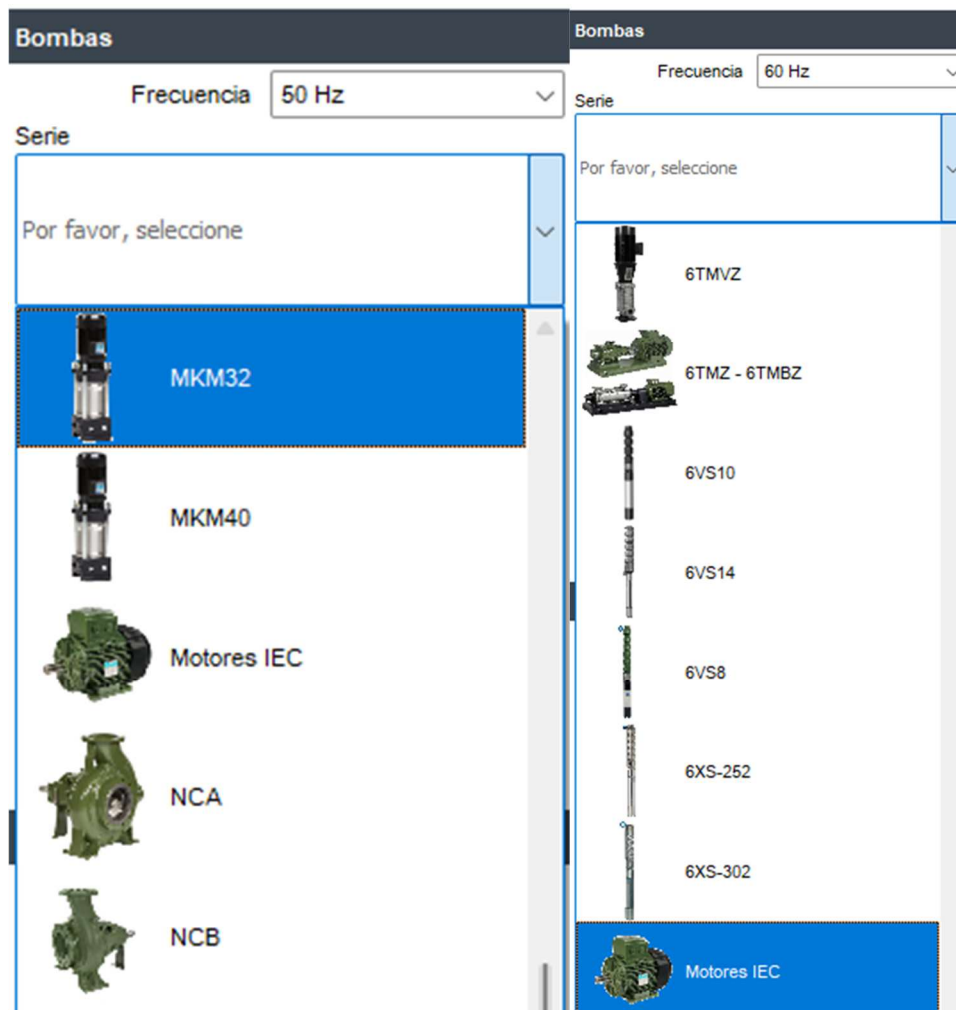 Bombas
Frecuencia 50 Hz
Serie
Por favor, seleccione
MKM32
MKM40
Motores IEC
NCA
NCB
Bombas
Frecuencia 60 Hz
Serie
Por favor, seleccione
6TMVZ
6TMZ - 6TMBZ
6VS10
6VS14
6VS8
6XS-252
6XS-302
Motores IEC